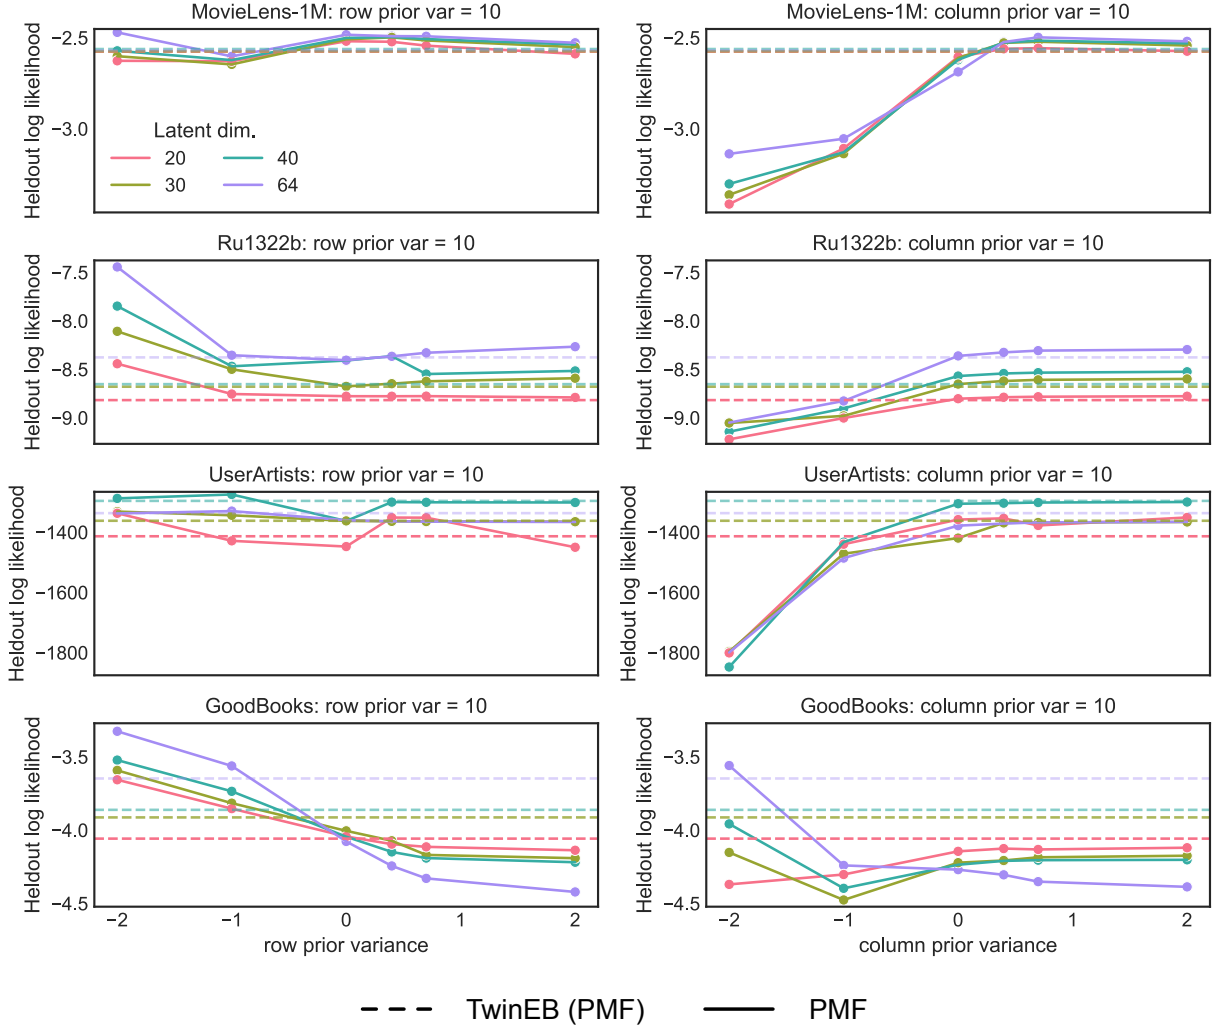 MovieLens-1M: row prior var = 10
Heldout log likelihood
−2.5
−3.0
Latent dim.
20
40
30
64
MovieLens-1M: column prior var = 10
Heldout log likelihood
−2.5
−3.0
Ru1322b: row prior var = 10
Heldout log likelihood
−7.5
−8.0
−8.5
−9.0
Ru1322b: column prior var = 10
Heldout log likelihood
−7.5
−8.0
−8.5
−9.0
UserArtists: row prior var = 10
Heldout log likelihood
−1400
−1600
−1800
UserArtists: column prior var = 10
Heldout log likelihood
−1400
−1600
−1800
GoodBooks: row prior var = 10
Heldout log likelihood
−3.5
−4.0
−4.5
−2 −1 0 1 2
row prior variance
GoodBooks: column prior var = 10
Heldout log likelihood
−3.5
−4.0
−4.5
−2 −1 0 1 2
column prior variance
TwinEB (PMF) PMF